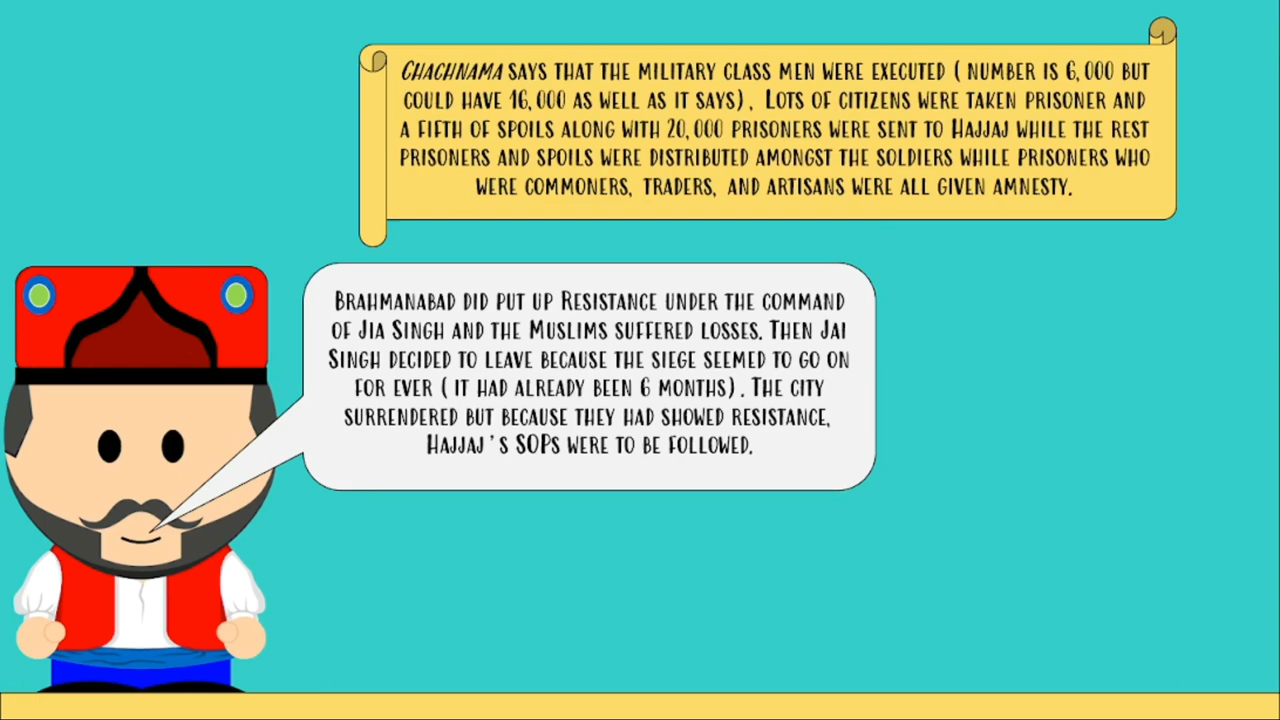 CHACHNAMA SAYS THAT THE MILITARY CLASS MEN WERE EXECUTED ( NUMBER IS 6,000 BUT
COULD HAVE 16,000 AS WELL AS IT SAYS). LOTS OF CITIZENS WERE TAKEN PRISONER AND
A FIFTH OF SPOILS ALONG WITH 20,000 PRISONERS WERE SENT TO HAJJAJ WHILE THE REST
PRISONERS AND SPOILS WERE DISTRIBUTED AMONGST THE SOLDIERS WHILE PRISONERS WHO
WERE COMMONERS, TRADERS, AND ARTISANS WERE ALL GIVEN AMNESTY.
BRAHMANABAD DID PUT UP RESISTANCE UNDER THE COMMAND
OF JIA SINGH AND THE MUSLIMS SUFFERED LOSSES. THEN JAI
SINGH DECIDED TO LEAVE BECAUSE THE SIEGE SEEMED TO GO ON
FOR EVER ( IT HAD ALREADY BEEN 6 MONTHS). THE CITY
SURRENDERED BUT BECAUSE THEY HAD SHOWED RESISTANCE,
HAJJAJ'S SOPS WERE TO BE FOLLOWED.